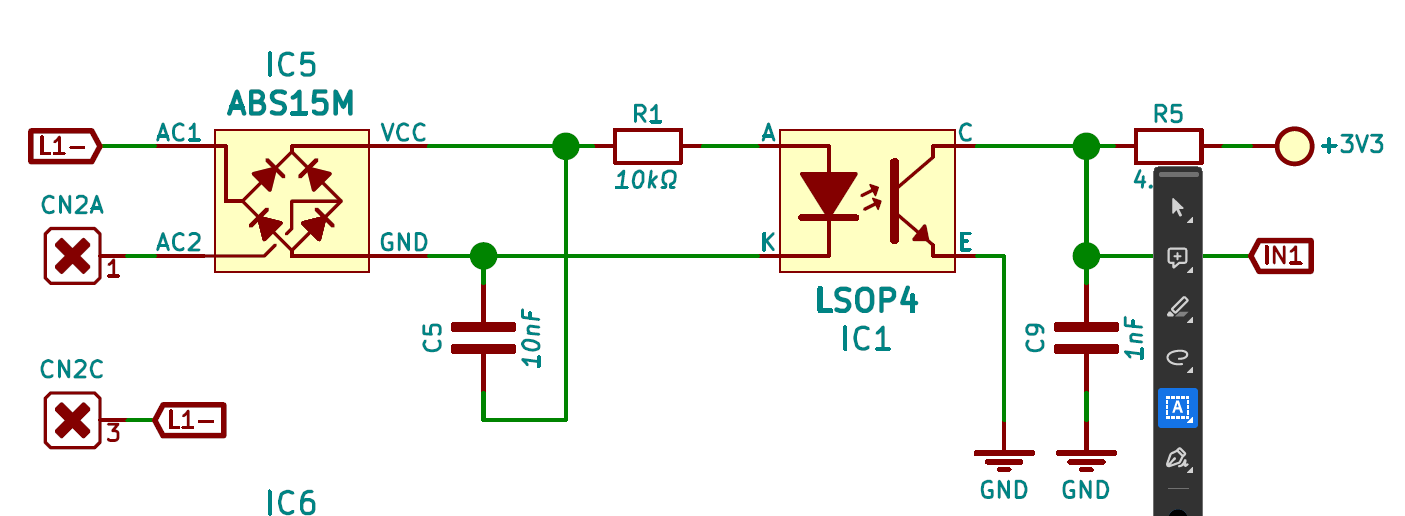 IC5
ABS15M
L1-
AC1
VCC
R1
10kΩ
A
C
R5
4.
+3V3
CN2A
1
AC2
GND
K
E
IN1
LSOP4
IC1
C5
10nF
C9
1nF
CN2C
3
L1-
GND
GND
IC6
A